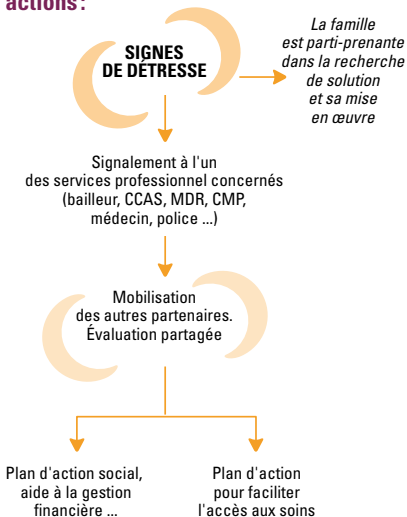 actions :
SIGNES
DE DÉTRESSE
La famille
est parti-prenante
dans la recherche
de solution
et sa mise
en œuvre
Signalement à l'un
des services professionnel concernés
(bailleur, CCAS, MDR, CMP,
médecin, police ...)
Mobilisation
des autres partenaires.
Évaluation partagée
Plan d'action social,
aide à la gestion
financière ...
Plan d'action
pour faciliter
l'accès aux soins